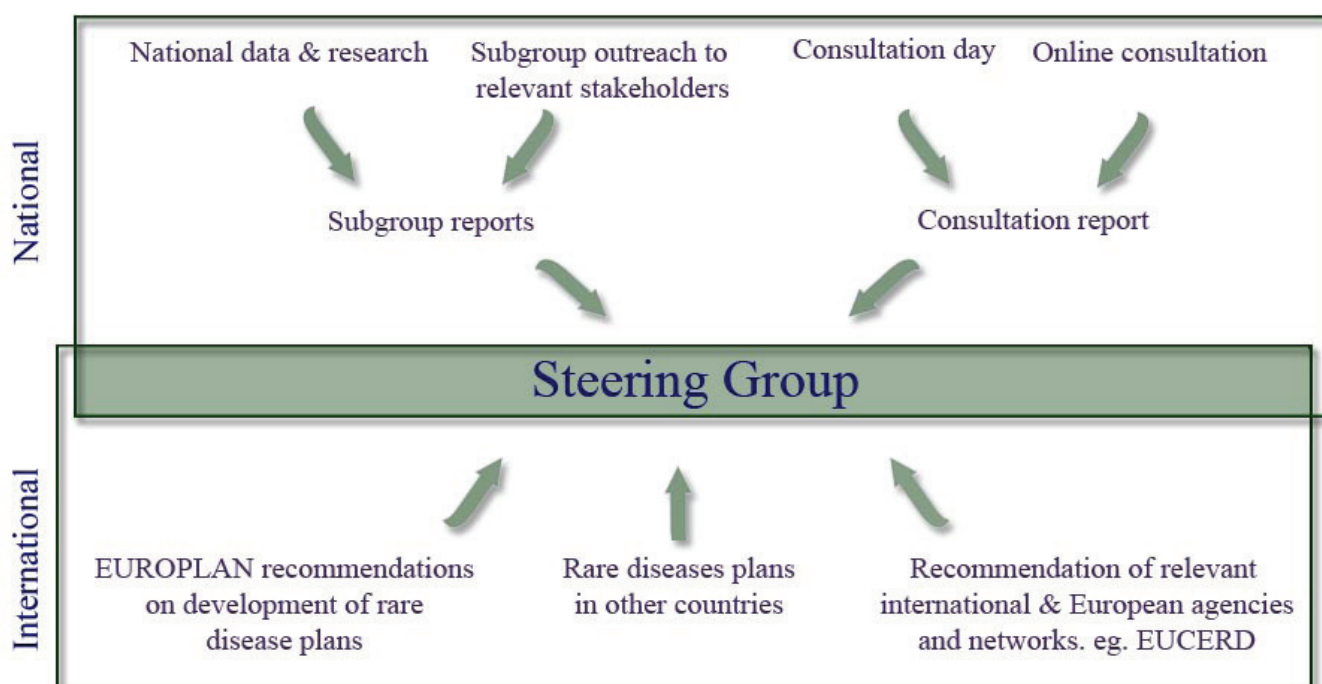 National
National data & research
Subgroup outreach to
relevant stakeholders
Consultation day
Online consultation
Subgroup reports
Consultation report
Steering Group
International
EUROPLAN recommendations
on development of rare
disease plans
Rare diseases plans
in other countries
Recommendation of relevant
international & European agencies
and networks. eg. EUCERD